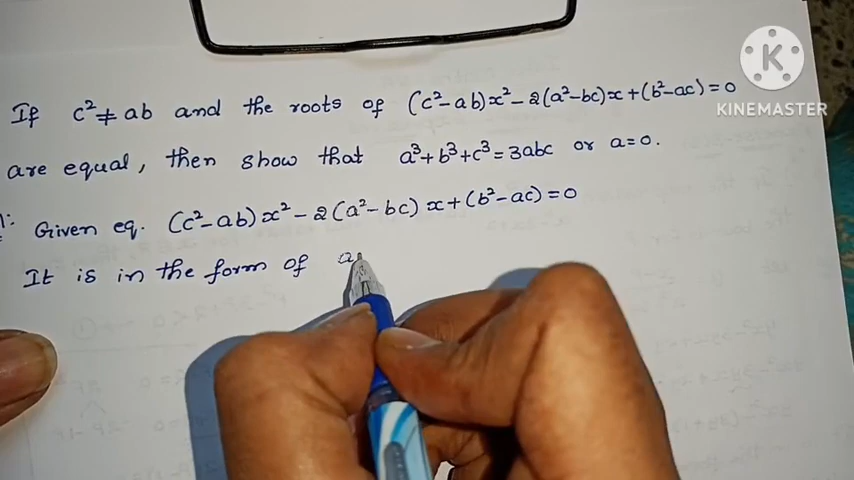 If c² ≠ ab and the roots of (c²-ab)x² - 2(a²-bc)x + (b²-ac) = 0
are equal, then show that a³+b³+c³ = 3abc or a=0.
Given eq. (c²-ab)x² - 2(a²-bc)x + (b²-ac) = 0
It is in the form of
KINEMASTER